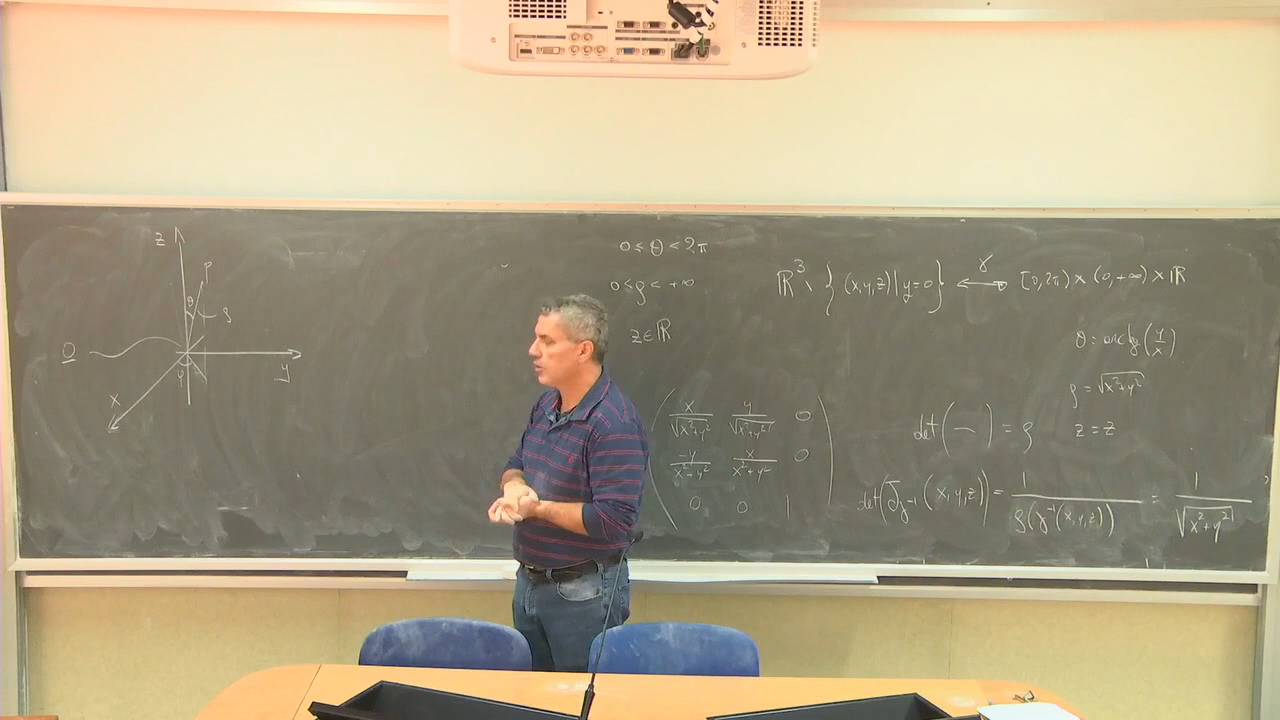 z
P
θ
ρ
O
φ
y
x
0 ≤ θ < 2π
0 < ρ < +∞
z ∈ ℝ
ℝ³ \ { (x,y,z) | y=0 } ⟷ γ [0,2π) × (0,+∞) × ℝ
θ = arctg(y/x)
ρ = √(x²+y²)
z = z
( x/√(x²+y²) y/√(x²+y²) 0
-y/(x²+y²) x/(x²+y²) 0
0 0 1 )
det( — ) = ρ
det(J_γ⁻¹(x,y,z)) = 1/ρ(γ⁻¹(x,y,z)) = 1/√(x²+y²)